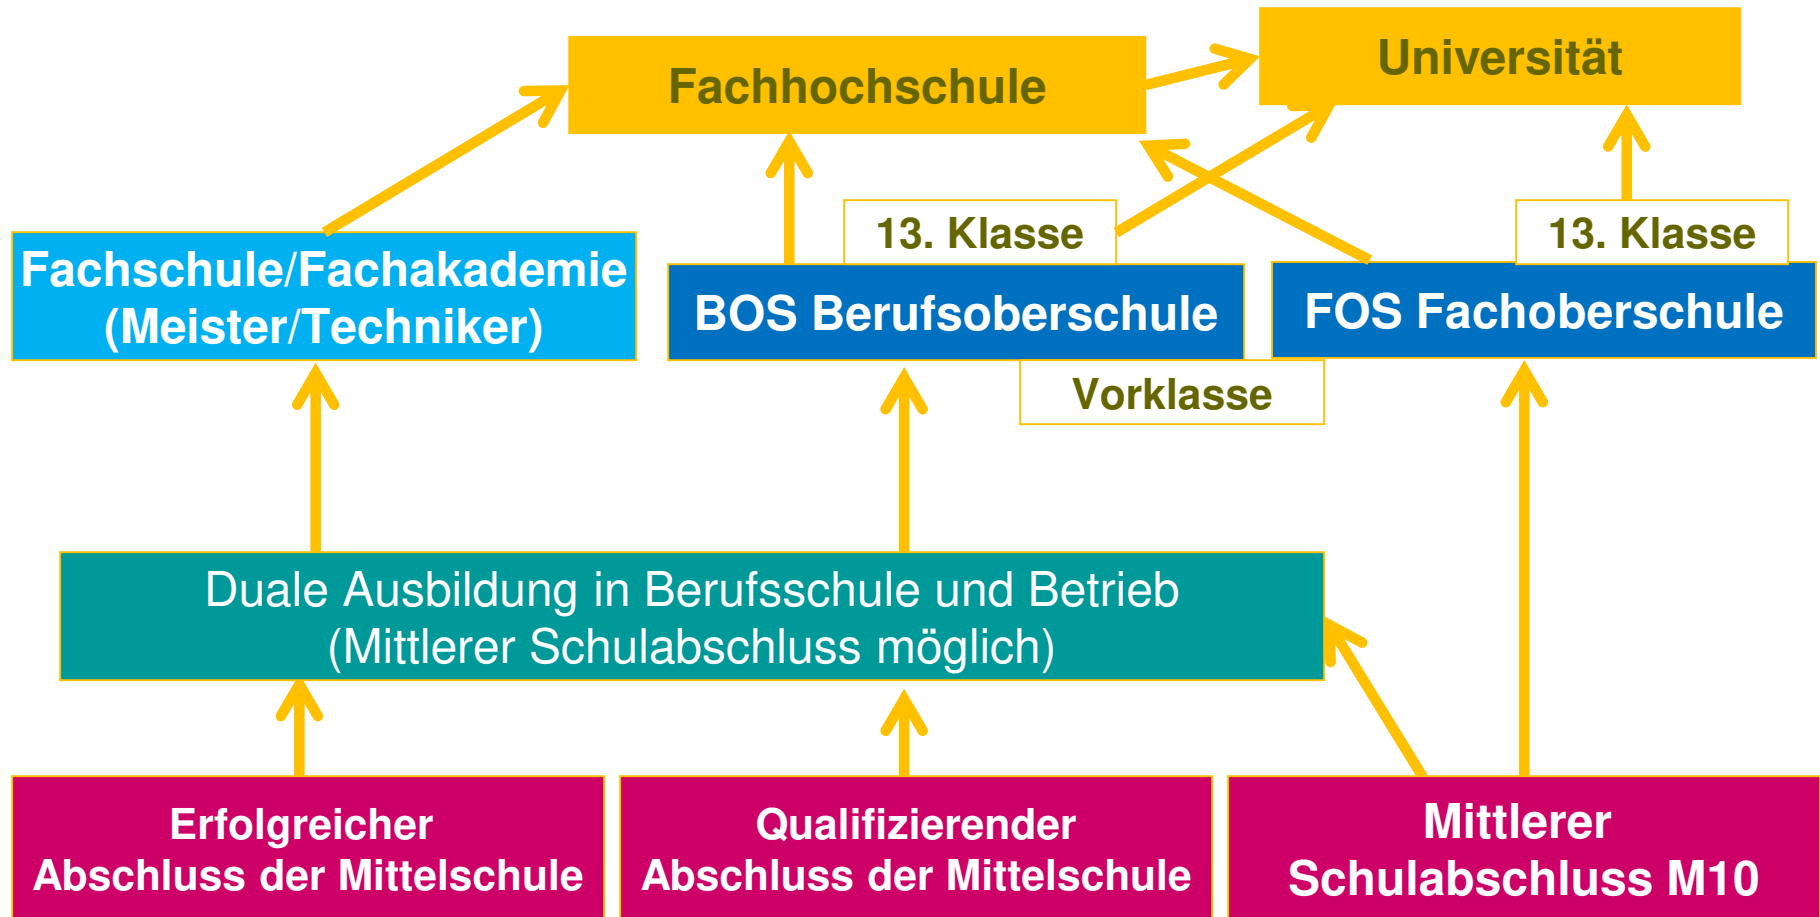 Fachhochschule
Universität
13. Klasse
13. Klasse
Fachschule/Fachakademie
(Meister/Techniker)
BOS Berufsoberschule
FOS Fachoberschule
Vorklasse
Duale Ausbildung in Berufsschule und Betrieb
(Mittlerer Schulabschluss möglich)
Erfolgreicher
Abschluss der Mittelschule
Qualifizierender
Abschluss der Mittelschule
Mittlerer
Schulabschluss M10